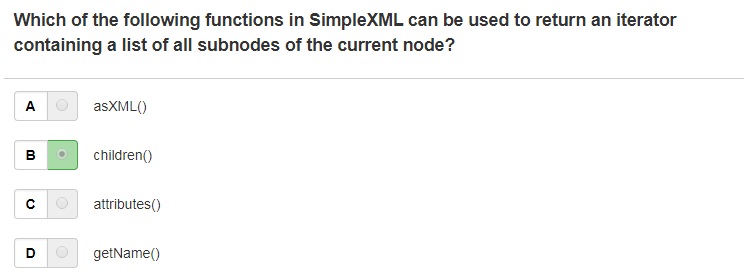 Which of the following functions in SimpleXML can be used to return an iterator
containing a list of all subnodes of the current node?
A asXML()
B children()
C attributes()
D getName()